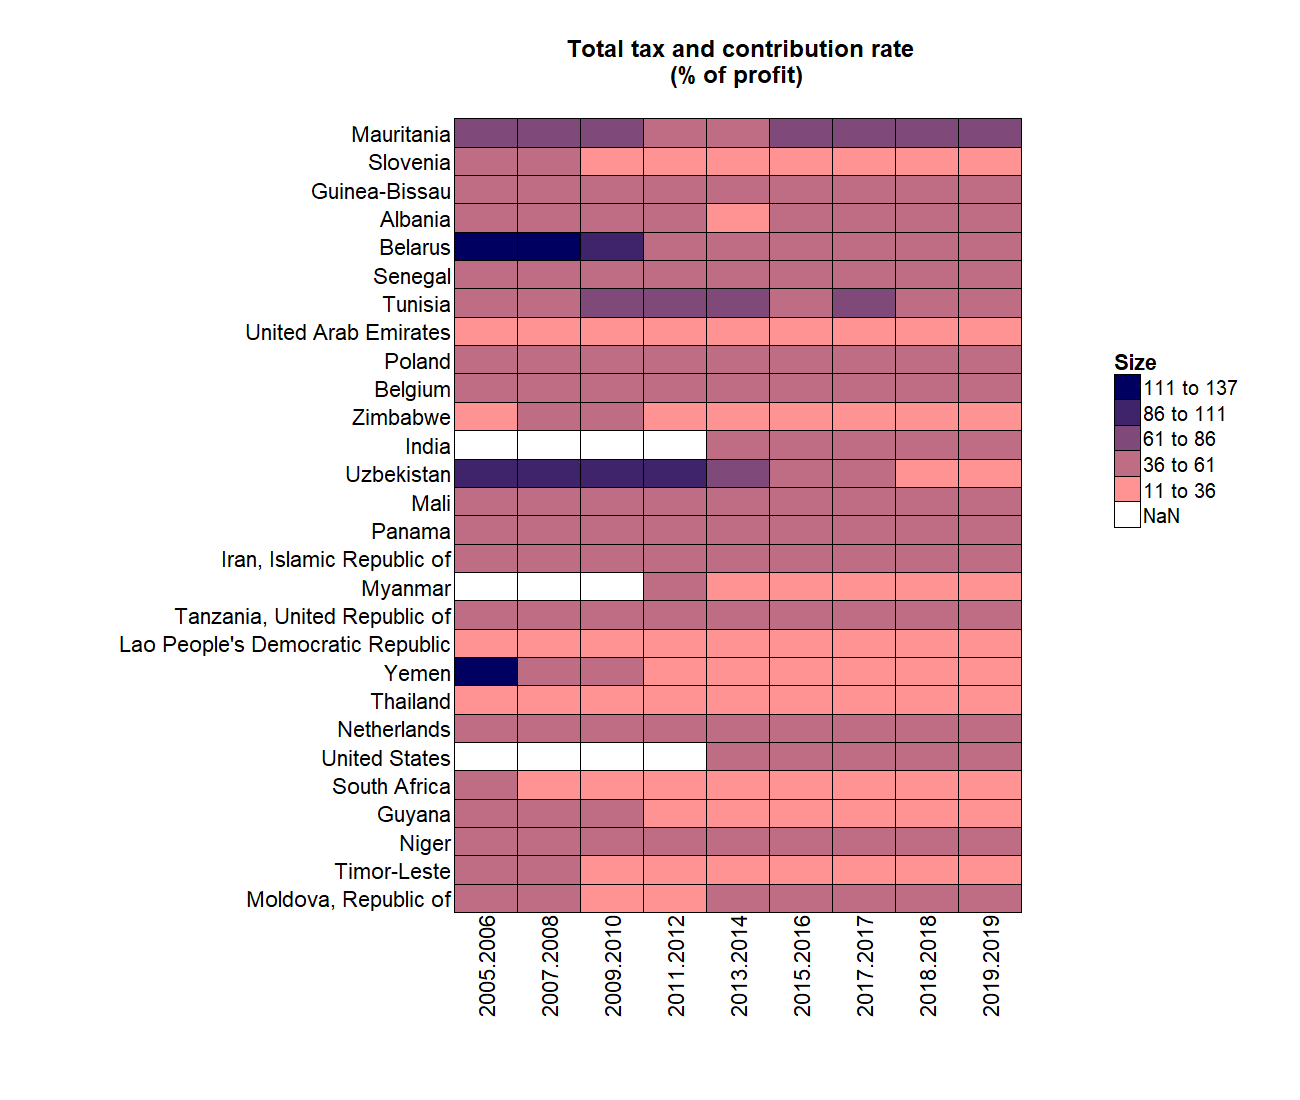 Total tax and contribution rate
(% of profit)
Mauritania
Slovenia
Guinea-Bissau
Albania
Belarus
Senegal
Tunisia
United Arab Emirates
Poland
Belgium
Zimbabwe
India
Uzbekistan
Mali
Panama
Iran, Islamic Republic of
Myanmar
Tanzania, United Republic of
Lao People's Democratic Republic
Yemen
Thailand
Netherlands
United States
South Africa
Guyana
Niger
Timor-Leste
Moldova, Republic of
2005.2006
2007.2008
2009.2010
2011.2012
2013.2014
2015.2016
2017.2017
2018.2018
2019.2019
Size
111 to 137
86 to 111
61 to 86
36 to 61
11 to 36
NaN